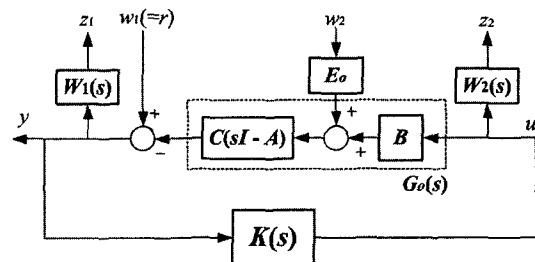 z₁
w₁(=r)
w₂
z₂
W₁(s)
Eₒ
W₂(s)
y
+
−
C(sI - A)
+
+
B
u
Gₒ(s)
K(s)